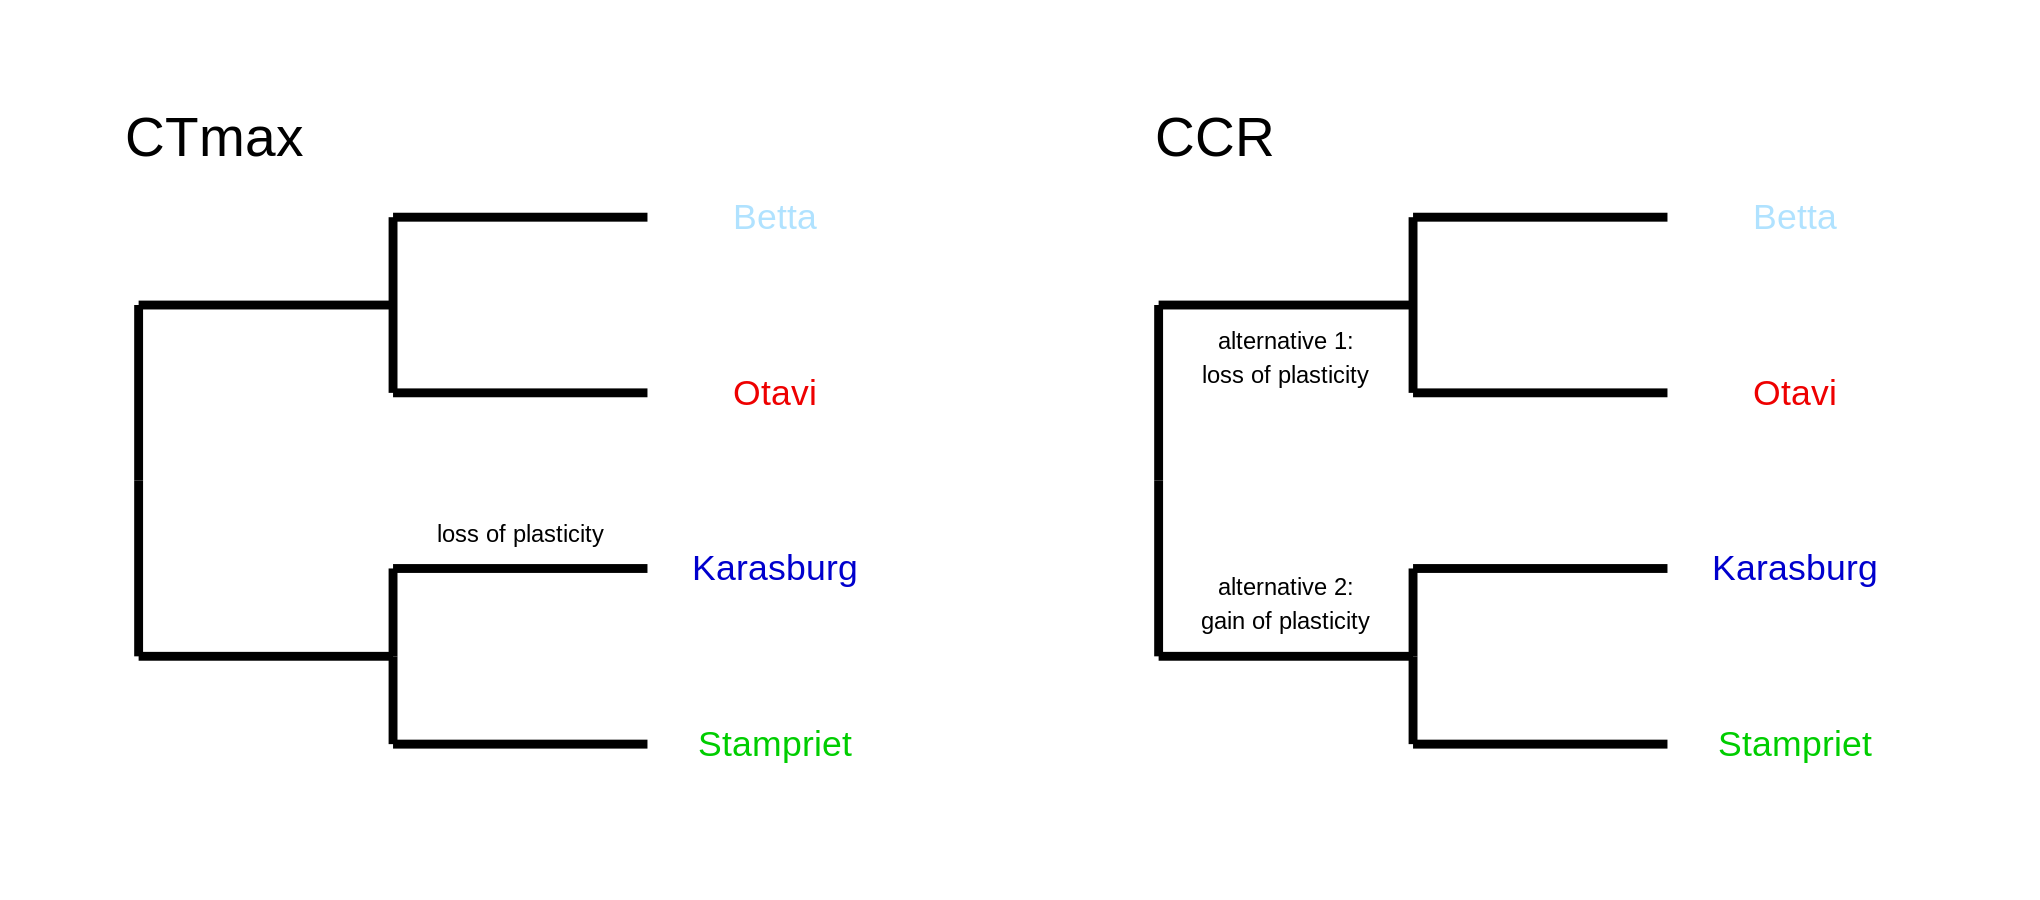 CTmax
Betta
Otavi
loss of plasticity
Karasburg
Stampriet
CCR
Betta
alternative 1:
loss of plasticity
Otavi
alternative 2:
gain of plasticity
Karasburg
Stampriet